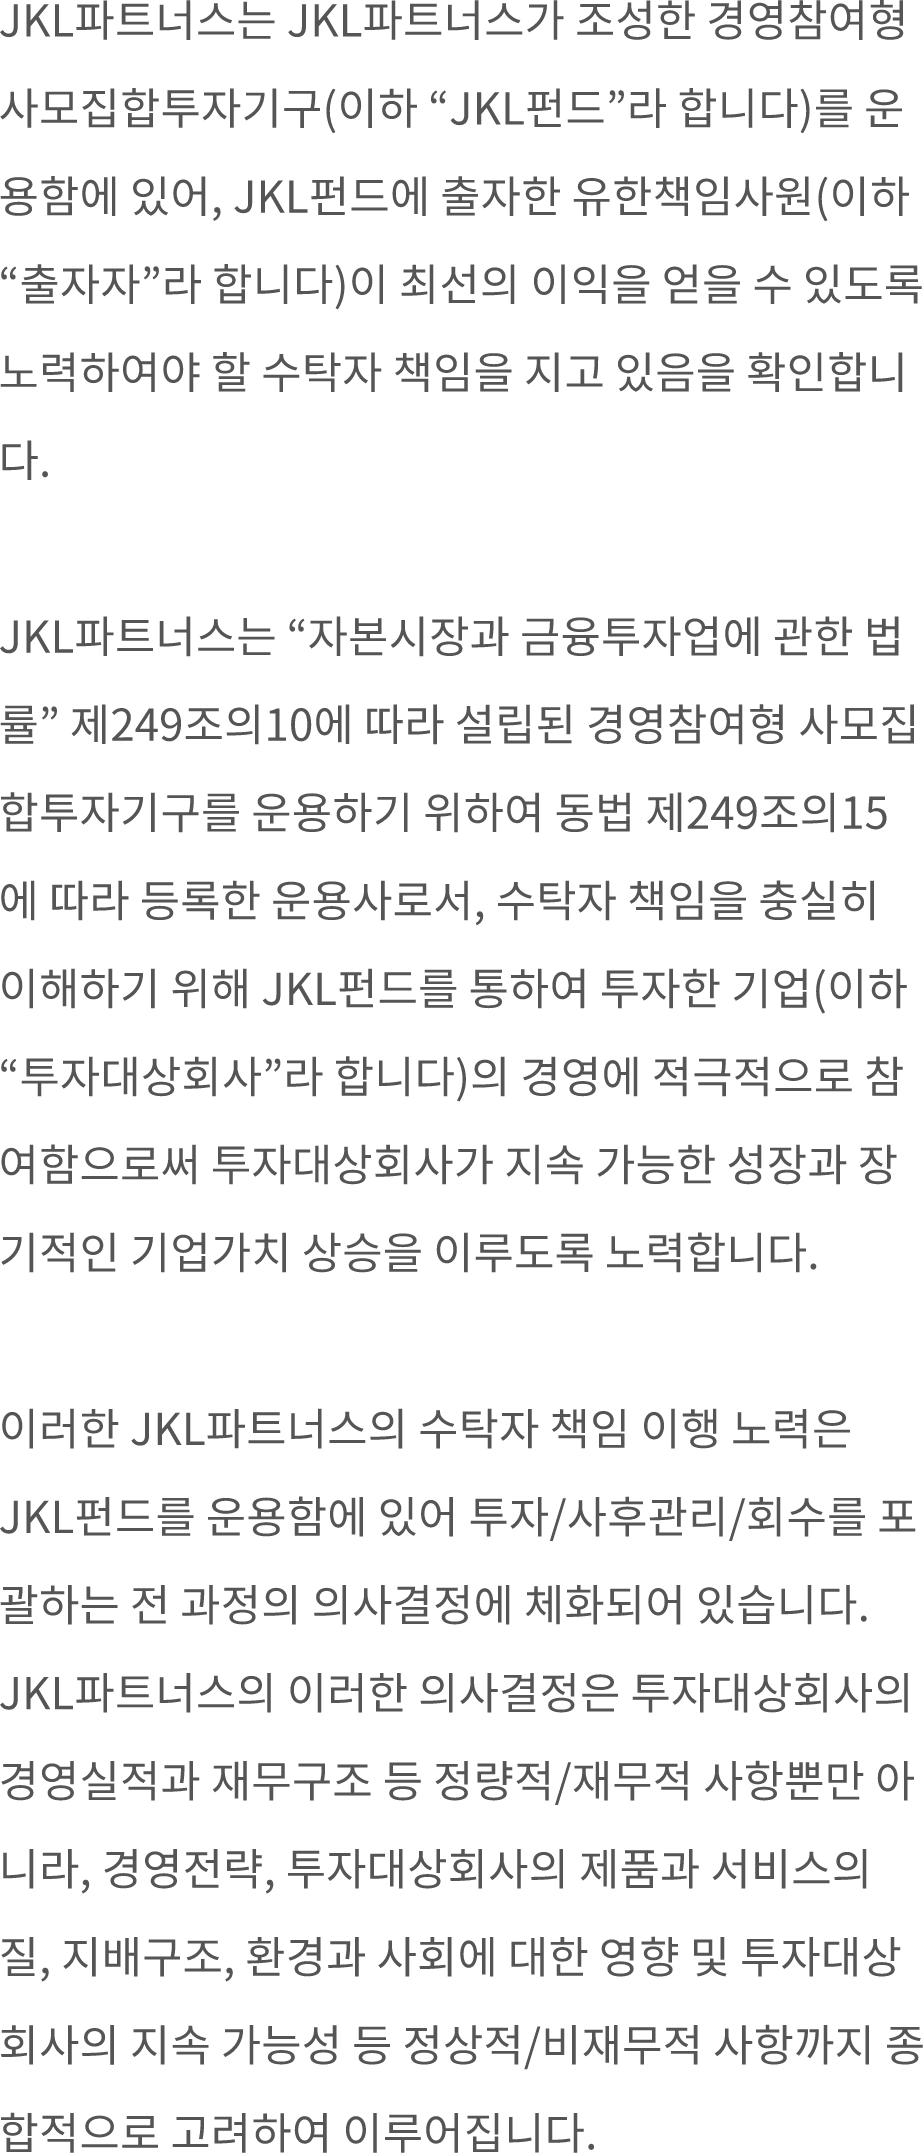 JKL파트너스는 JKL파트너스가 조성한 경영참여형
사모집합투자기구(이하 “JKL펀드”라 합니다)를 운
용함에 있어, JKL펀드에 출자한 유한책임사원(이하
“출자자”라 합니다)이 최선의 이익을 얻을 수 있도록
노력하여야 할 수탁자 책임을 지고 있음을 확인합니
다.
JKL파트너스는 “자본시장과 금융투자업에 관한 법
률” 제249조의10에 따라 설립된 경영참여형 사모집
합투자기구를 운용하기 위하여 동법 제249조의15
에 따라 등록한 운용사로서, 수탁자 책임을 충실히
이해하기 위해 JKL펀드를 통하여 투자한 기업(이하
“투자대상회사”라 합니다)의 경영에 적극적으로 참
여함으로써 투자대상회사가 지속 가능한 성장과 장
기적인 기업가치 상승을 이루도록 노력합니다.
이러한 JKL파트너스의 수탁자 책임 이행 노력은
JKL펀드를 운용함에 있어 투자/사후관리/회수를 포
괄하는 전 과정의 의사결정에 체화되어 있습니다.
JKL파트너스의 이러한 의사결정은 투자대상회사의
경영실적과 재무구조 등 정량적/재무적 사항뿐만 아
니라, 경영전략, 투자대상회사의 제품과 서비스의
질, 지배구조, 환경과 사회에 대한 영향 및 투자대상
회사의 지속 가능성 등 정상적/비재무적 사항까지 종
합적으로 고려하여 이루어집니다.